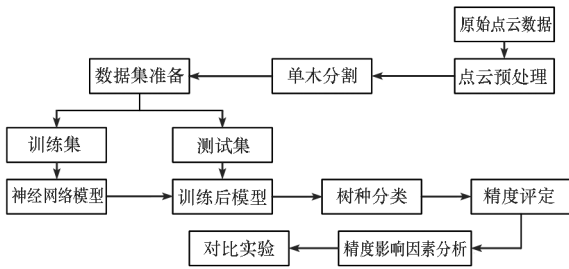 原始点云数据
点云预处理
单木分割
数据集准备
训练集
测试集
神经网络模型
训练后模型
树种分类
精度评定
精度影响因素分析
对比实验